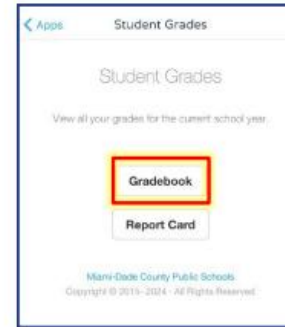 Apps Student Grades
Student Grades
View all your grades for the current school year.
Gradebook
Report Card
Miami-Dade County Public Schools
Copyright © 2015-2024 - All Rights Reserved